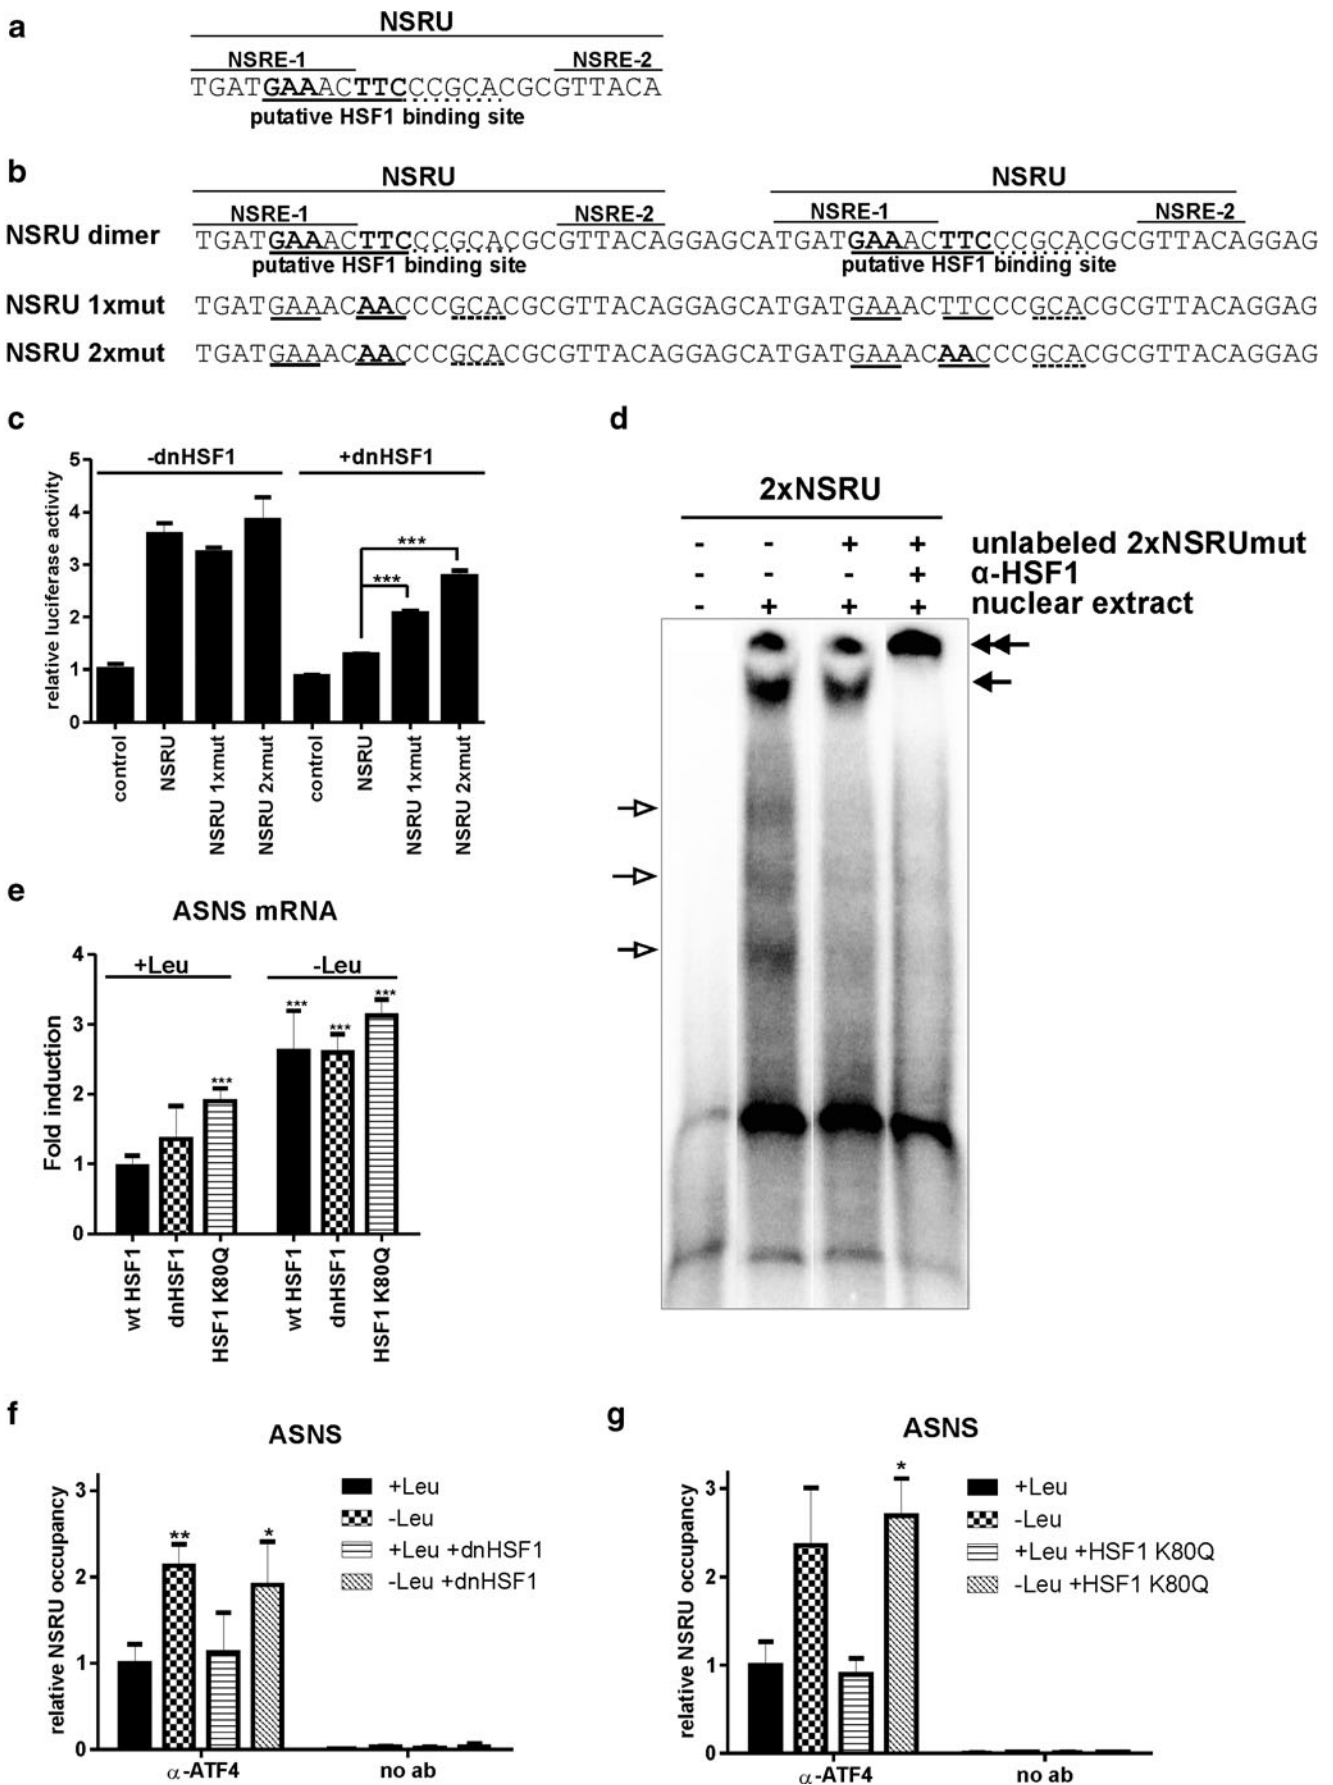 a
NSRU
NSRE-1 NSRE-2
TGATGAAACTTCCCCGCACGCGTTACA
putative HSF1 binding site
b
NSRU NSRU
NSRE-1 NSRE-2 NSRE-1 NSRE-2
NSRU dimer TGATGAAACTTCCCGCACGCGTTACAGGAGCATGATGAAACTTCCCGCACGCGTTACAGGAG
putative HSF1 binding site putative HSF1 binding site
NSRU 1xmut TGATGAAACAACCCGCACGCGTTACAGGAGCATGATGAAACTTCCCGCACGCGTTACAGGAG
NSRU 2xmut TGATGAAACAACCCGCACGCGTTACAGGAGCATGATGAAACAACCCGCACGCGTTACAGGAG
c
-dnHSF1 +dnHSF1
relative luciferase activity
5
4
3
2
1
0
*** ***
control NSRU NSRU 1xmut NSRU 2xmut control NSRU NSRU 1xmut NSRU 2xmut
d
2xNSRU
- - + + unlabeled 2xNSRUmut
- - - + α-HSF1
- + + + nuclear extract
e
ASNS mRNA
+Leu -Leu
Fold induction
4
3
2
1
0
*** *** *** ***
wt HSF1 dnHSF1 HSF1 K80Q wt HSF1 dnHSF1 HSF1 K80Q
f
ASNS
relative NSRU occupancy
3
2
1
0
** *
+Leu
-Leu
+Leu +dnHSF1
-Leu +dnHSF1
α-ATF4 no ab
g
ASNS
relative NSRU occupancy
3
2
1
0
*
+Leu
-Leu
+Leu +HSF1 K80Q
-Leu +HSF1 K80Q
α-ATF4 no ab